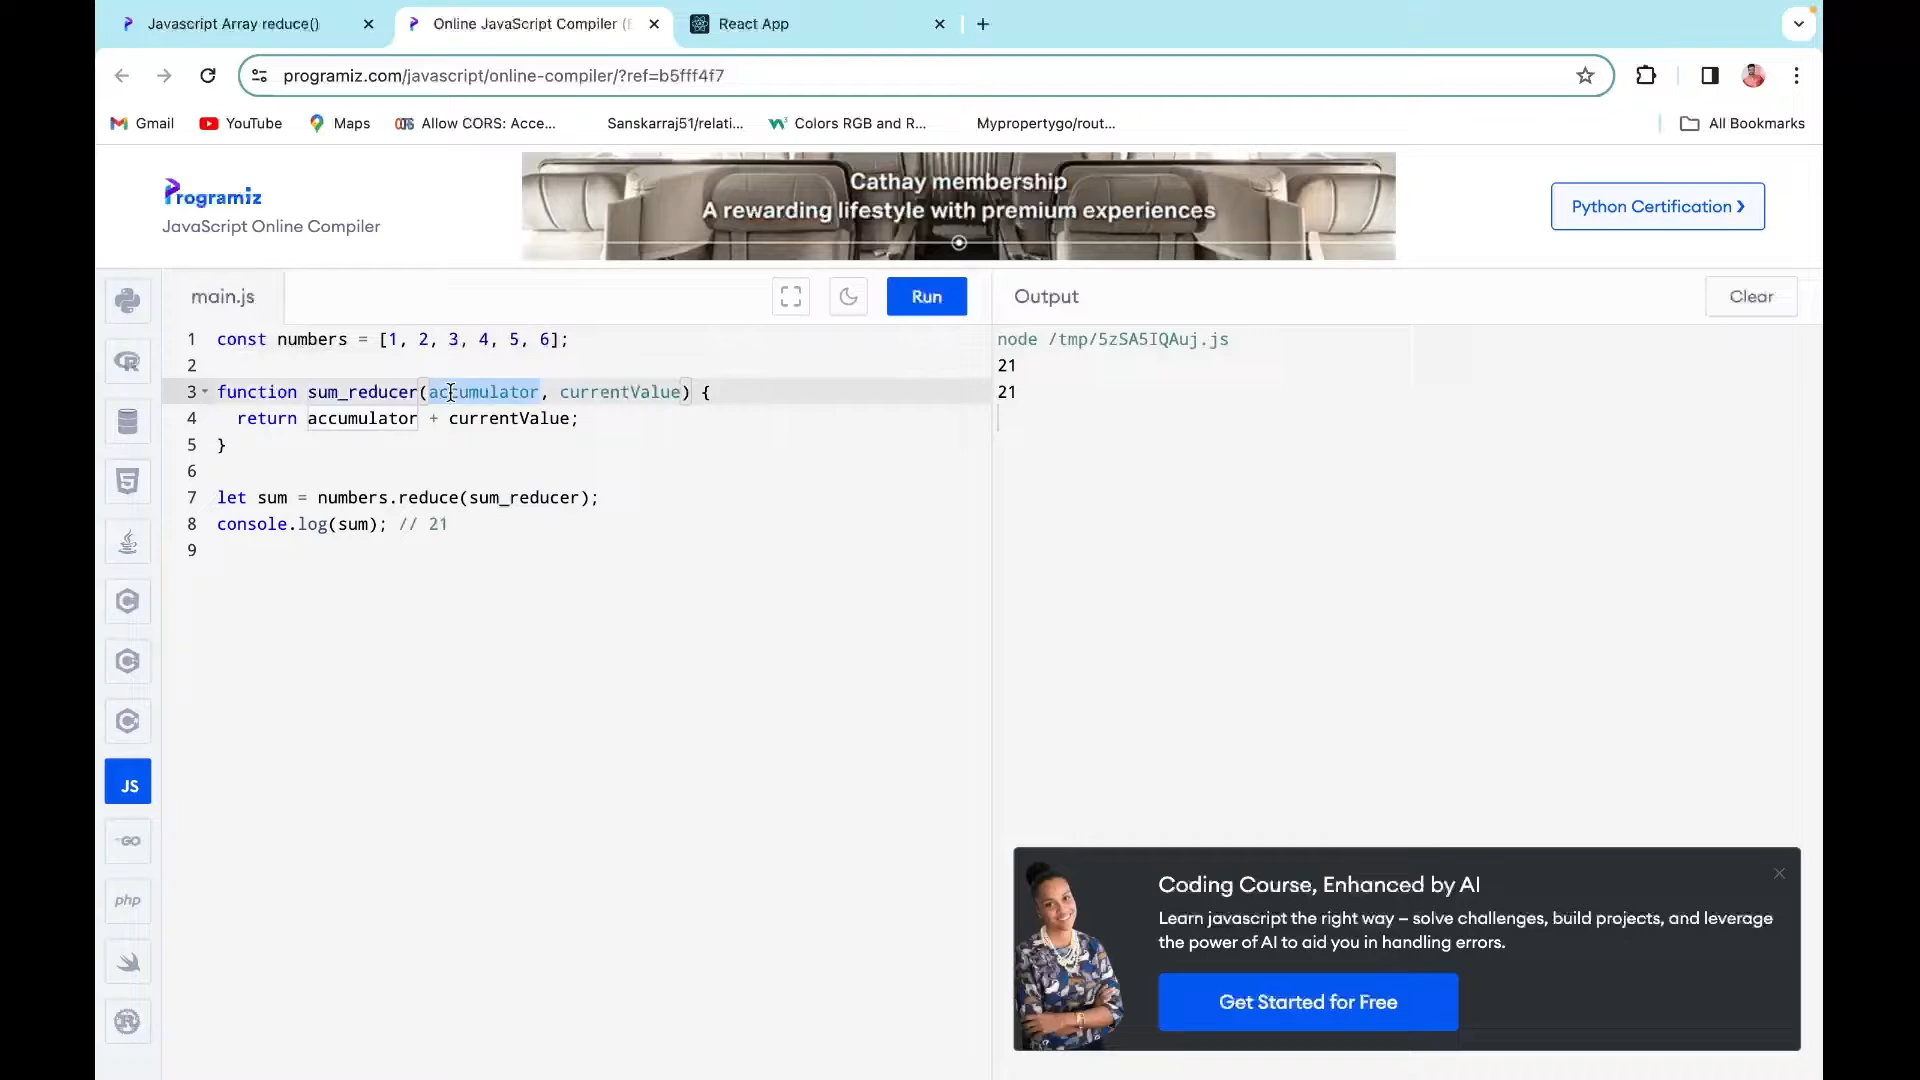 Javascript Array reduce()
Online JavaScript Compiler (E
React App
programiz.com/javascript/online-compiler/?ref=b5fff4f7
Gmail
YouTube
Maps
Allow CORS: Acce...
Sanskarraj51/relati...
Colors RGB and R...
Mypropertygo/rout...
All Bookmarks
Programiz
JavaScript Online Compiler
Cathay membership
A rewarding lifestyle with premium experiences
Python Certification
main.js
Run
Output
Clear
1 const numbers = [1, 2, 3, 4, 5, 6];
2
3 function sum_reducer(accumulator, currentValue) {
4 return accumulator + currentValue;
5 }
6
7 let sum = numbers.reduce(sum_reducer);
8 console.log(sum); // 21
9
node /tmp/5zSA5IQAuj.js
21
21
JS
GO
php
Coding Course, Enhanced by AI
Learn javascript the right way – solve challenges, build projects, and leverage
the power of AI to aid you in handling errors.
Get Started for Free